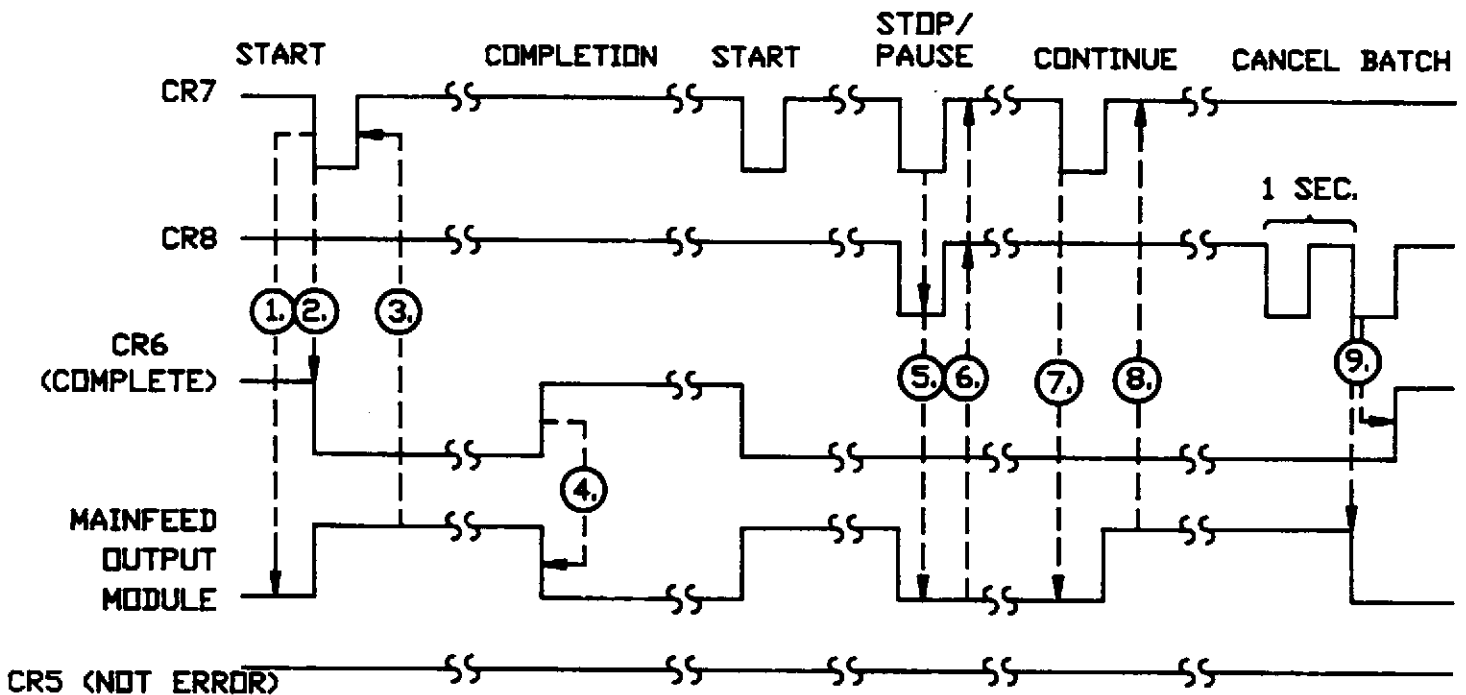 START
COMPLETION
START
STOP/
PAUSE
CONTINUE
CANCEL BATCH
CR7
1 SEC.
CR8
1.
2.
3.
CR6
(COMPLETE)
5.
6.
7.
8.
9.
4.
MAINFEED
OUTPUT
MODULE
CR5 (NOT ERROR)